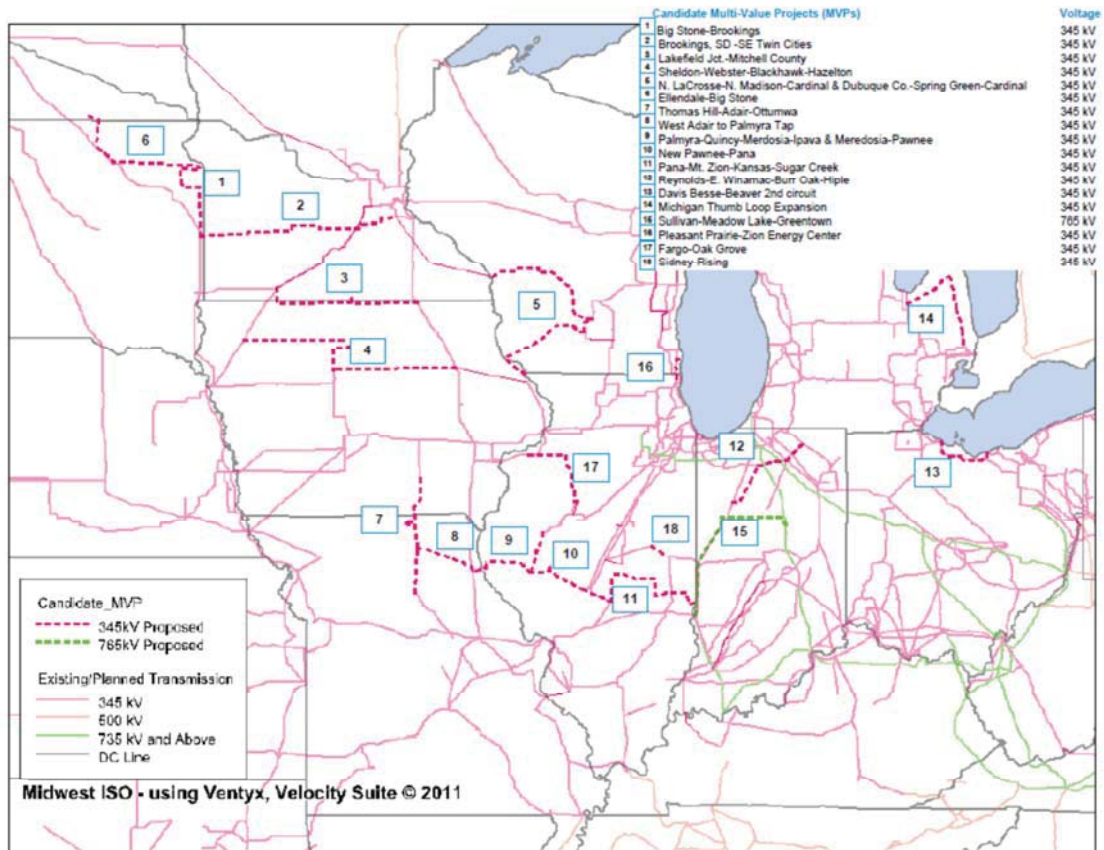 Candidate Multi-Value Projects (MVPs) Voltage
1 Big Stone-Brookings 345 kV
2 Brookings, SD -SE Twin Cities 345 kV
3 Lakefield Jct.-Mitchell County 345 kV
4 Sheldon-Webster-Blackhawk-Hazelton 345 kV
5 N. LaCrosse-N. Madison-Cardinal & Dubuque Co.-Spring Green-Cardinal 345 kV
6 Ellendale-Big Stone 345 kV
7 Thomas Hill-Adair-Ottumwa 345 kV
8 West Adair to Palmyra Tap 345 kV
9 Palmyra-Quincy-Merdosia-Ipava & Meredosia-Pawnee 345 kV
10 New Pawnee-Pana 345 kV
11 Pana-Mt. Zion-Kansas-Sugar Creek 345 kV
12 Reynolds-E. Winamac-Burr Oak-Hiple 345 kV
13 Davis Besse-Beaver 2nd circuit 345 kV
14 Michigan Thumb Loop Expansion 345 kV
15 Sullivan-Meadow Lake-Greentown 765 kV
16 Pleasant Prairie-Zion Energy Center 345 kV
17 Fargo-Oak Grove 345 kV
18 Sidney-Rising 345 kV
6
1
2
3
5
14
4
16
12
17
13
7
8
9
18
15
10
11
Candidate_MVP
345kV Proposed
765kV Proposed
Existing/Planned Transmission
345 kV
500 kV
735 kV and Above
DC Line
Midwest ISO - using Ventyx, Velocity Suite © 2011